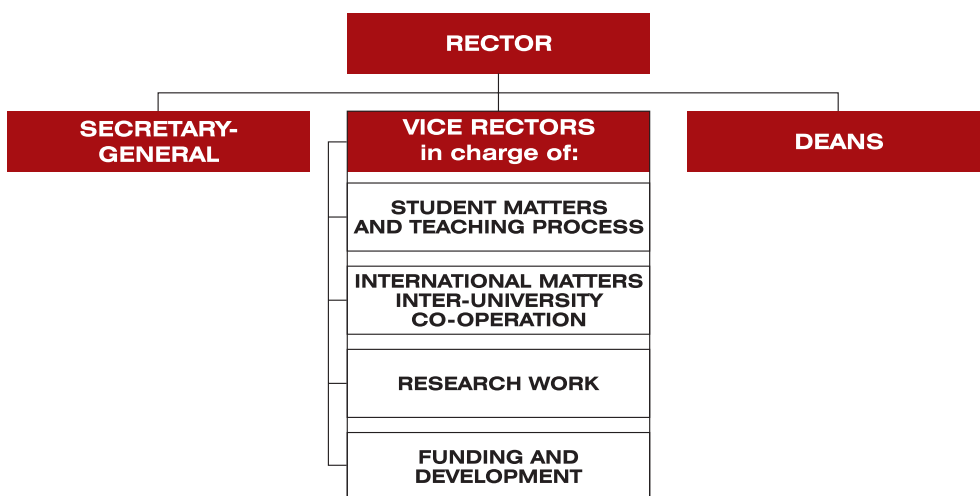 RECTOR
SECRETARY-
GENERAL
VICE RECTORS
in charge of:
DEANS
STUDENT MATTERS
AND TEACHING PROCESS
INTERNATIONAL MATTERS
INTER-UNIVERSITY
CO-OPERATION
RESEARCH WORK
FUNDING AND
DEVELOPMENT